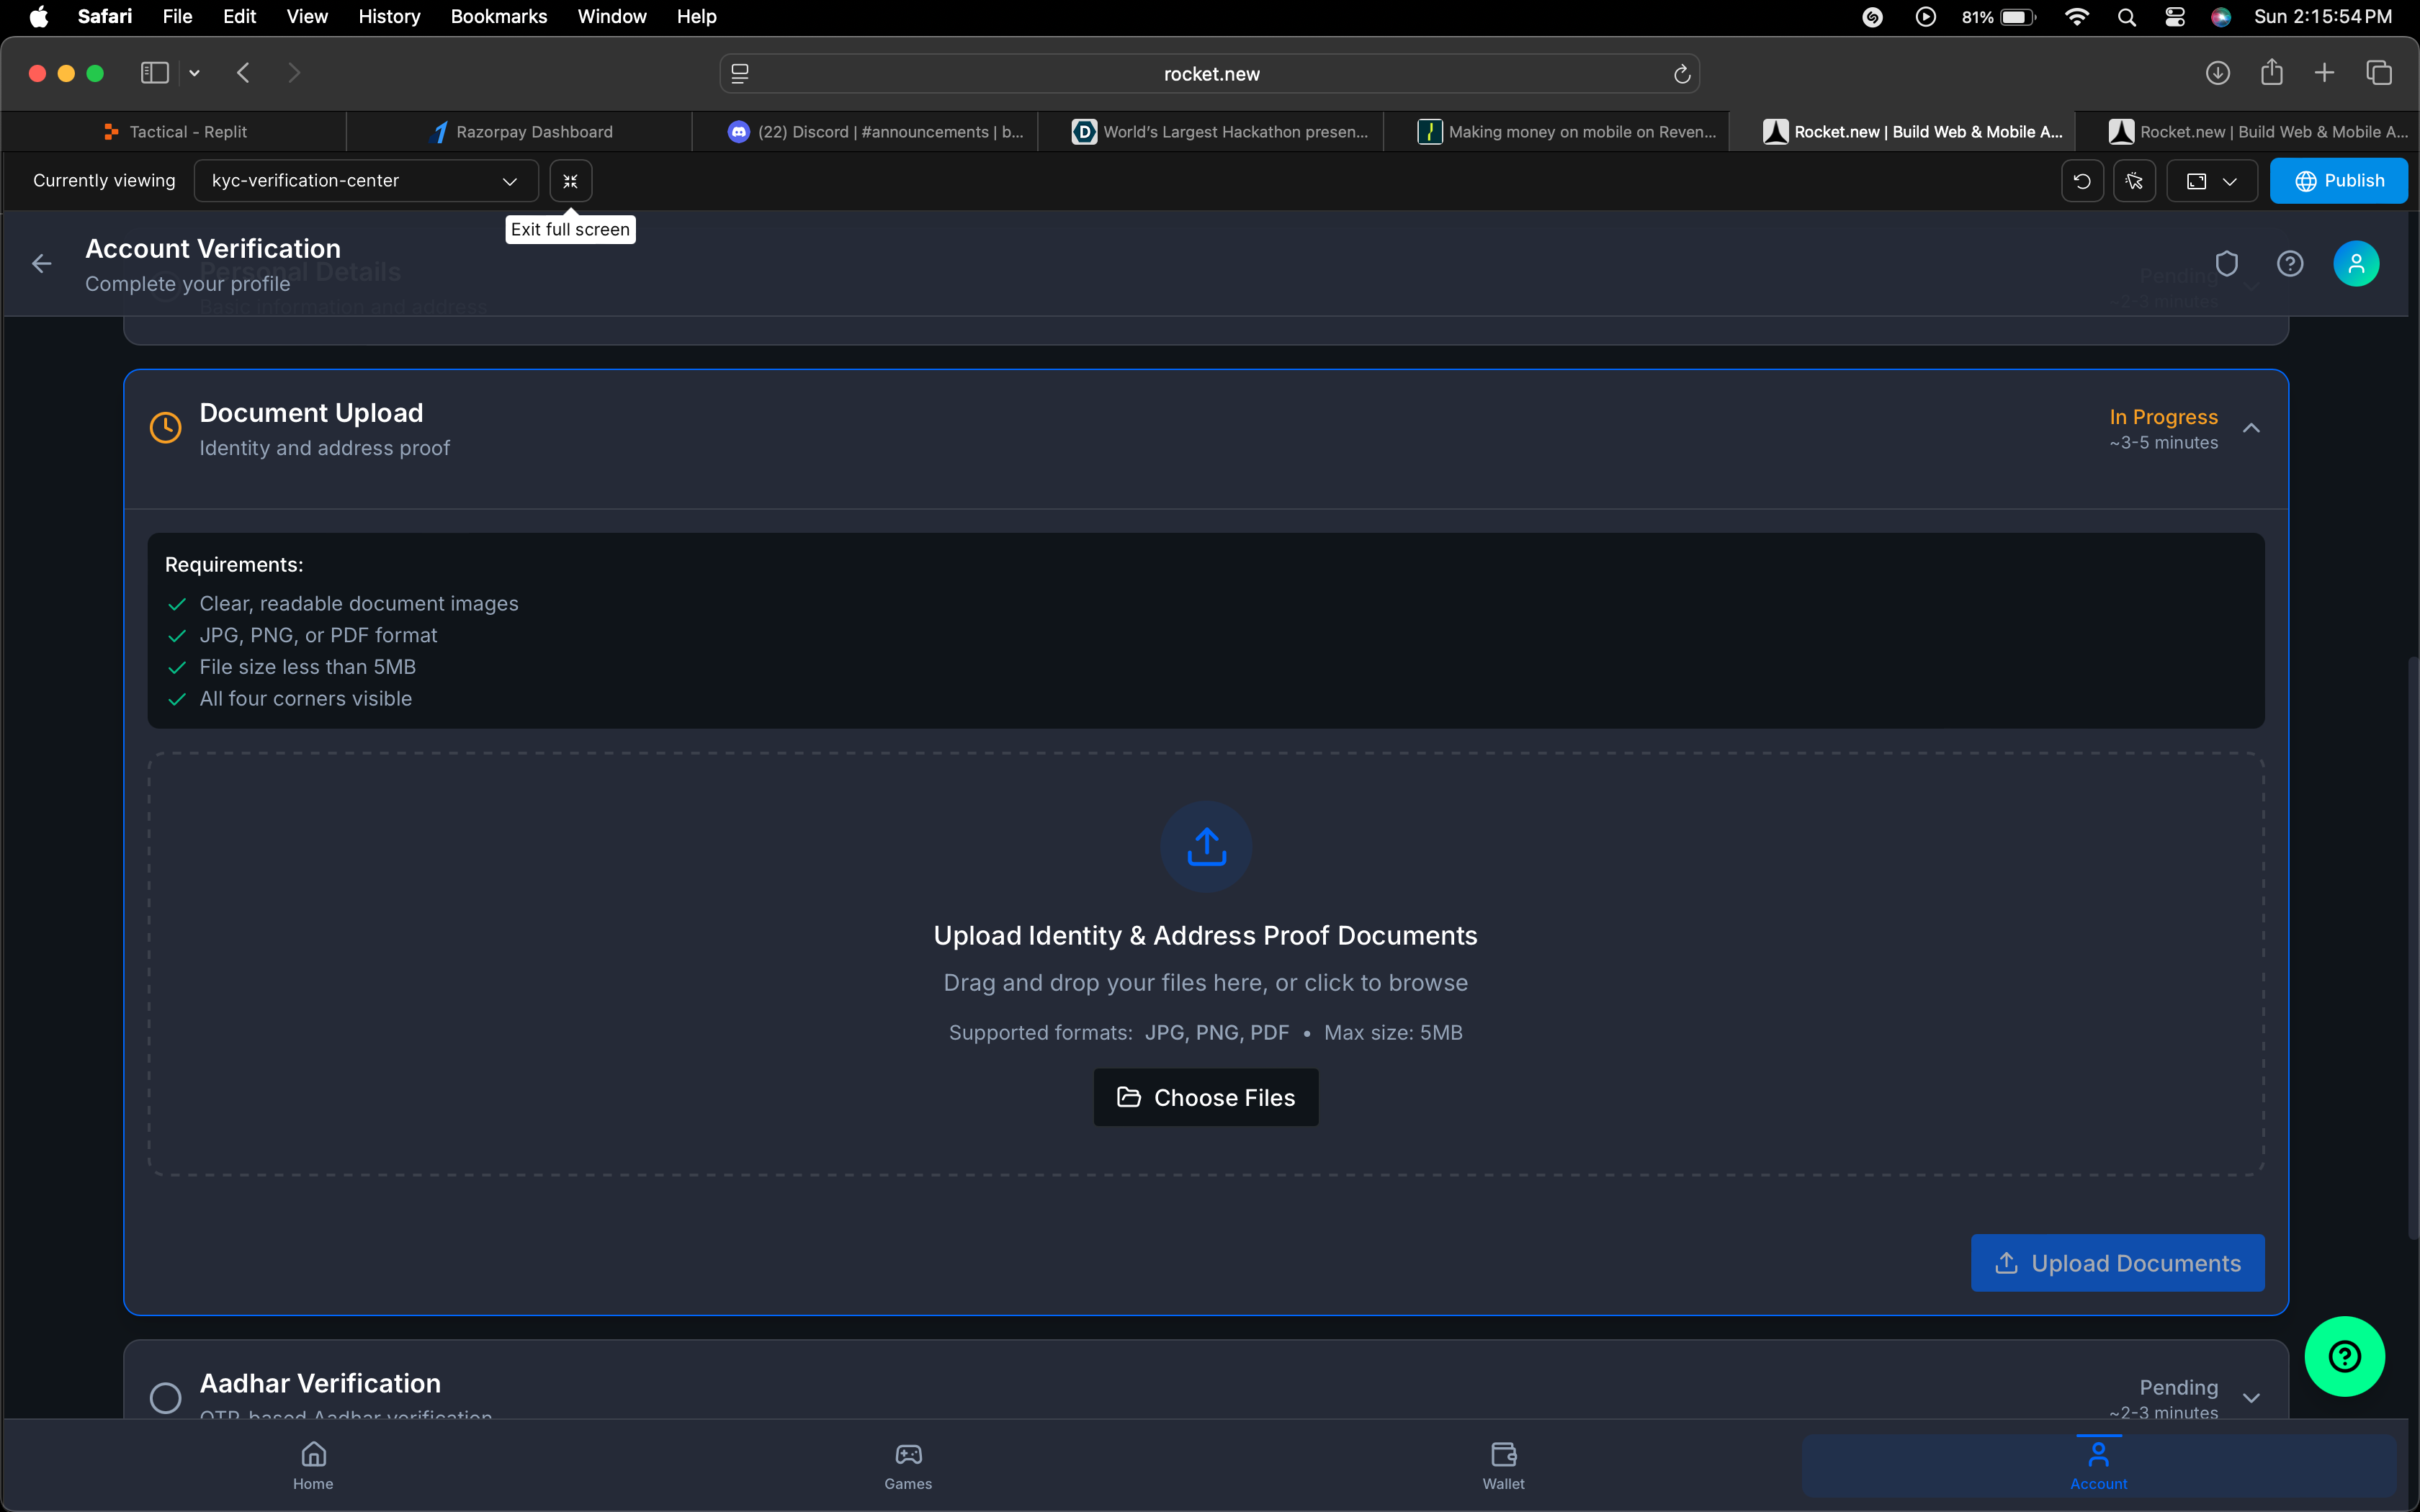 Safari File Edit View History Bookmarks Window Help 81% Sun 2:15:54 PM
rocket.new
Tactical - Replit
Razorpay Dashboard
(22) Discord | #announcements | b...
World's Largest Hackathon presen...
Making money on mobile on Reven...
Rocket.new | Build Web & Mobile A...
Rocket.new | Build Web & Mobile A...
Currently viewing kyc-verification-center Publish
Exit full screen
Account Verification
Complete your profile
Personal Details
Basic information and address
Pending
~2-3 minutes
Document Upload
Identity and address proof
In Progress
~3-5 minutes
Requirements:
Clear, readable document images
JPG, PNG, or PDF format
File size less than 5MB
All four corners visible
Upload Identity & Address Proof Documents
Drag and drop your files here, or click to browse
Supported formats: JPG, PNG, PDF • Max size: 5MB
Choose Files
Upload Documents
Aadhar Verification
OTP-based Aadhar verification
Pending
~2-3 minutes
Home
Games
Wallet
Account